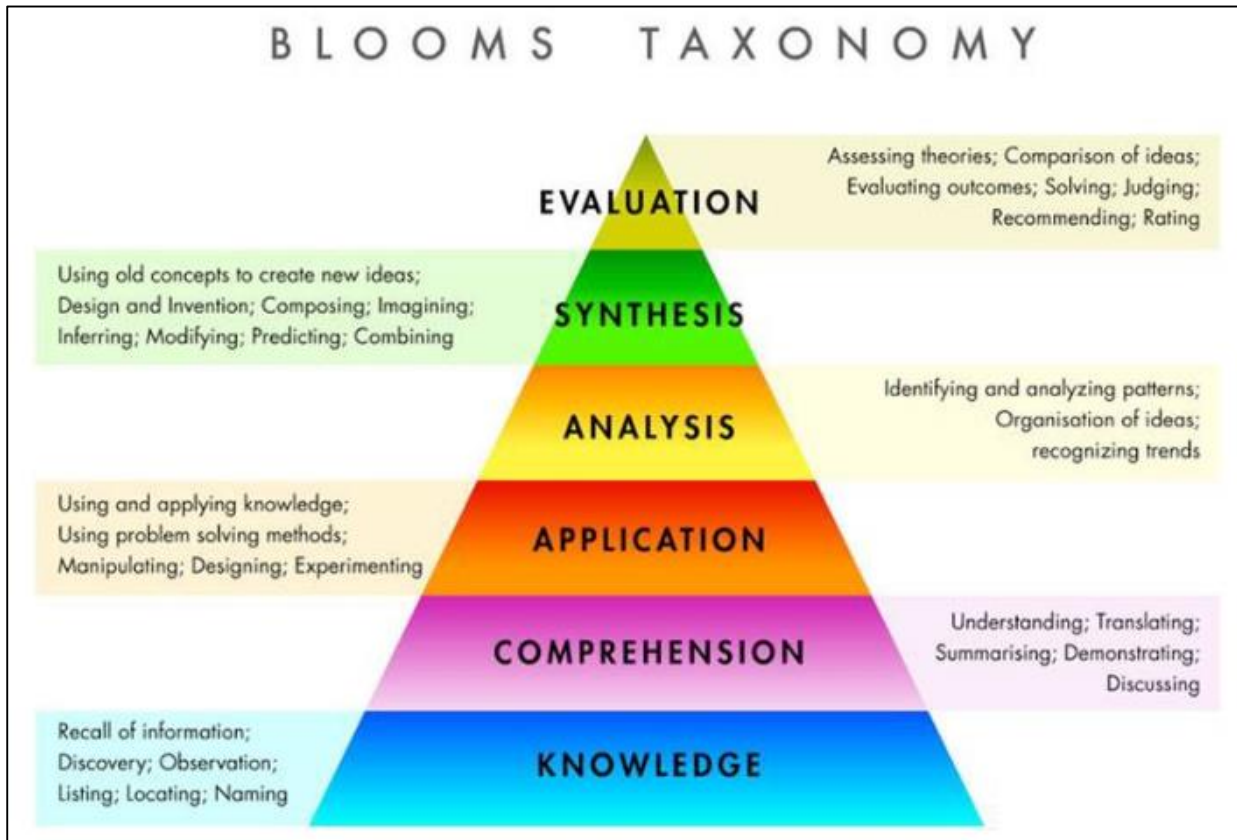 BLOOMS TAXONOMY
EVALUATION
Assessing theories; Comparison of ideas;
Evaluating outcomes; Solving; Judging;
Recommending; Rating
Using old concepts to create new ideas;
Design and Invention; Composing; Imagining;
Inferring; Modifying; Predicting; Combining
SYNTHESIS
ANALYSIS
Identifying and analyzing patterns;
Organisation of ideas;
recognizing trends
Using and applying knowledge;
Using problem solving methods;
Manipulating; Designing; Experimenting
APPLICATION
COMPREHENSION
Understanding; Translating;
Summarising; Demonstrating;
Discussing
Recall of information;
Discovery; Observation;
Listing; Locating; Naming
KNOWLEDGE